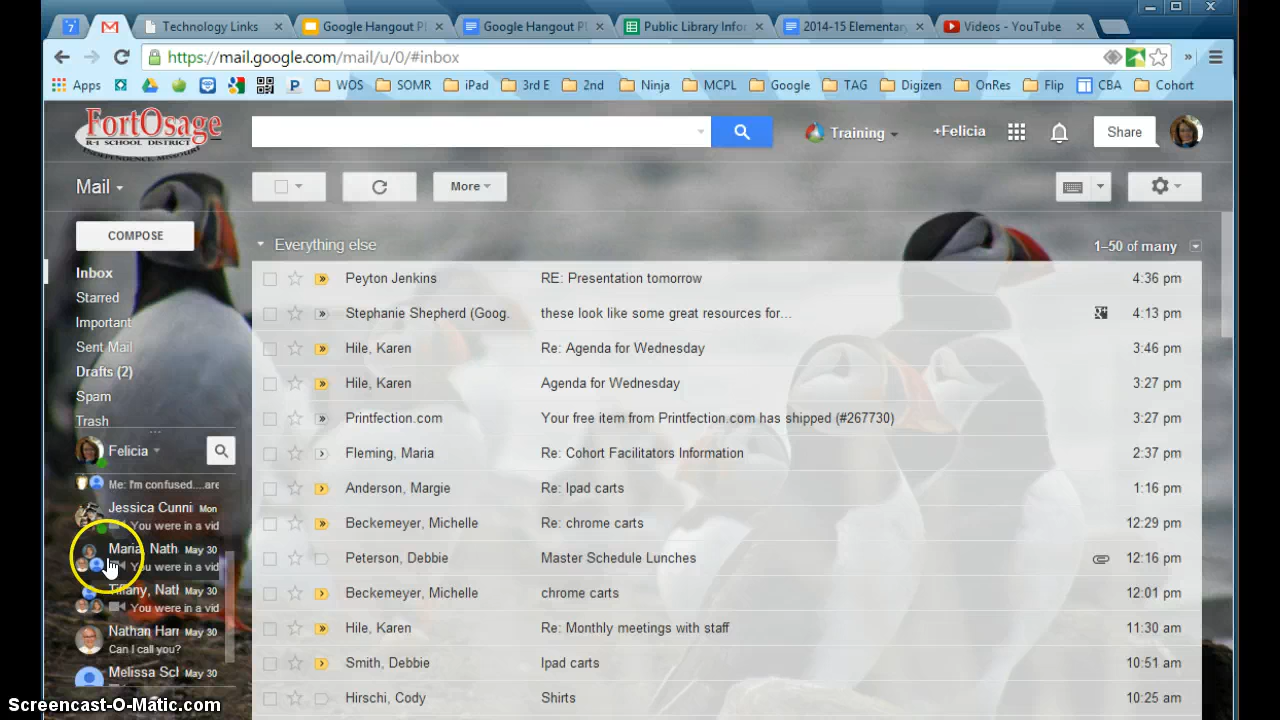 7 Technology Links Google Hangout Pl Google Hangout Pl Public Library Infor 2014-15 Elementary Videos - YouTube
https://mail.google.com/mail/u/0/#inbox
Apps P WOS SOMR iPad 3rd E 2nd Ninja MCPL Google TAG Digizen OnRes Flip CBA Cohort
FortOsage
R-1 SCHOOL DISTRICT
INDEPENDENCE, MISSOURI
Training +Felicia Share
Mail More
COMPOSE
Everything else 1–50 of many
Inbox
Starred
Important
Sent Mail
Drafts (2)
Spam
Trash
Felicia
Me: I'm confused....are
Jessica Cunni Mon
You were in a vid
Maria, Nath May 30
You were in a vid
Tiffany, Nath May 30
You were in a vid
Nathan Harr May 30
Can I call you?
Melissa Scl May 30
Peyton Jenkins RE: Presentation tomorrow 4:36 pm
Stephanie Shepherd (Goog. these look like some great resources for... 4:13 pm
Hile, Karen Re: Agenda for Wednesday 3:46 pm
Hile, Karen Agenda for Wednesday 3:27 pm
Printfection.com Your free item from Printfection.com has shipped (#267730) 3:27 pm
Fleming, Maria Re: Cohort Facilitators Information 2:37 pm
Anderson, Margie Re: Ipad carts 1:16 pm
Beckemeyer, Michelle Re: chrome carts 12:29 pm
Peterson, Debbie Master Schedule Lunches 12:16 pm
Beckemeyer, Michelle chrome carts 12:01 pm
Hile, Karen Re: Monthly meetings with staff 11:30 am
Smith, Debbie Ipad carts 10:51 am
Hirschi, Cody Shirts 10:25 am
Screencast-O-Matic.com